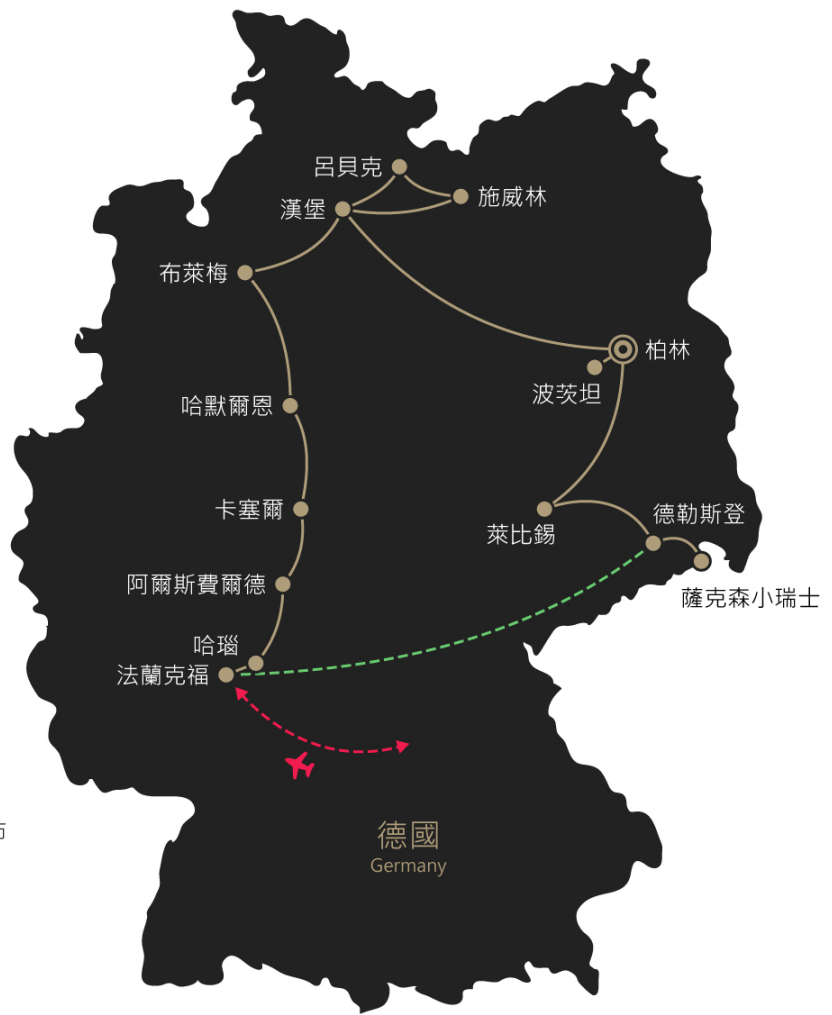 呂貝克
施威林
漢堡
布萊梅
柏林
波茨坦
哈默爾恩
卡塞爾
萊比錫
德勒斯登
阿爾斯費爾德
薩克森小瑞士
哈瑙
法蘭克福
德國
Germany